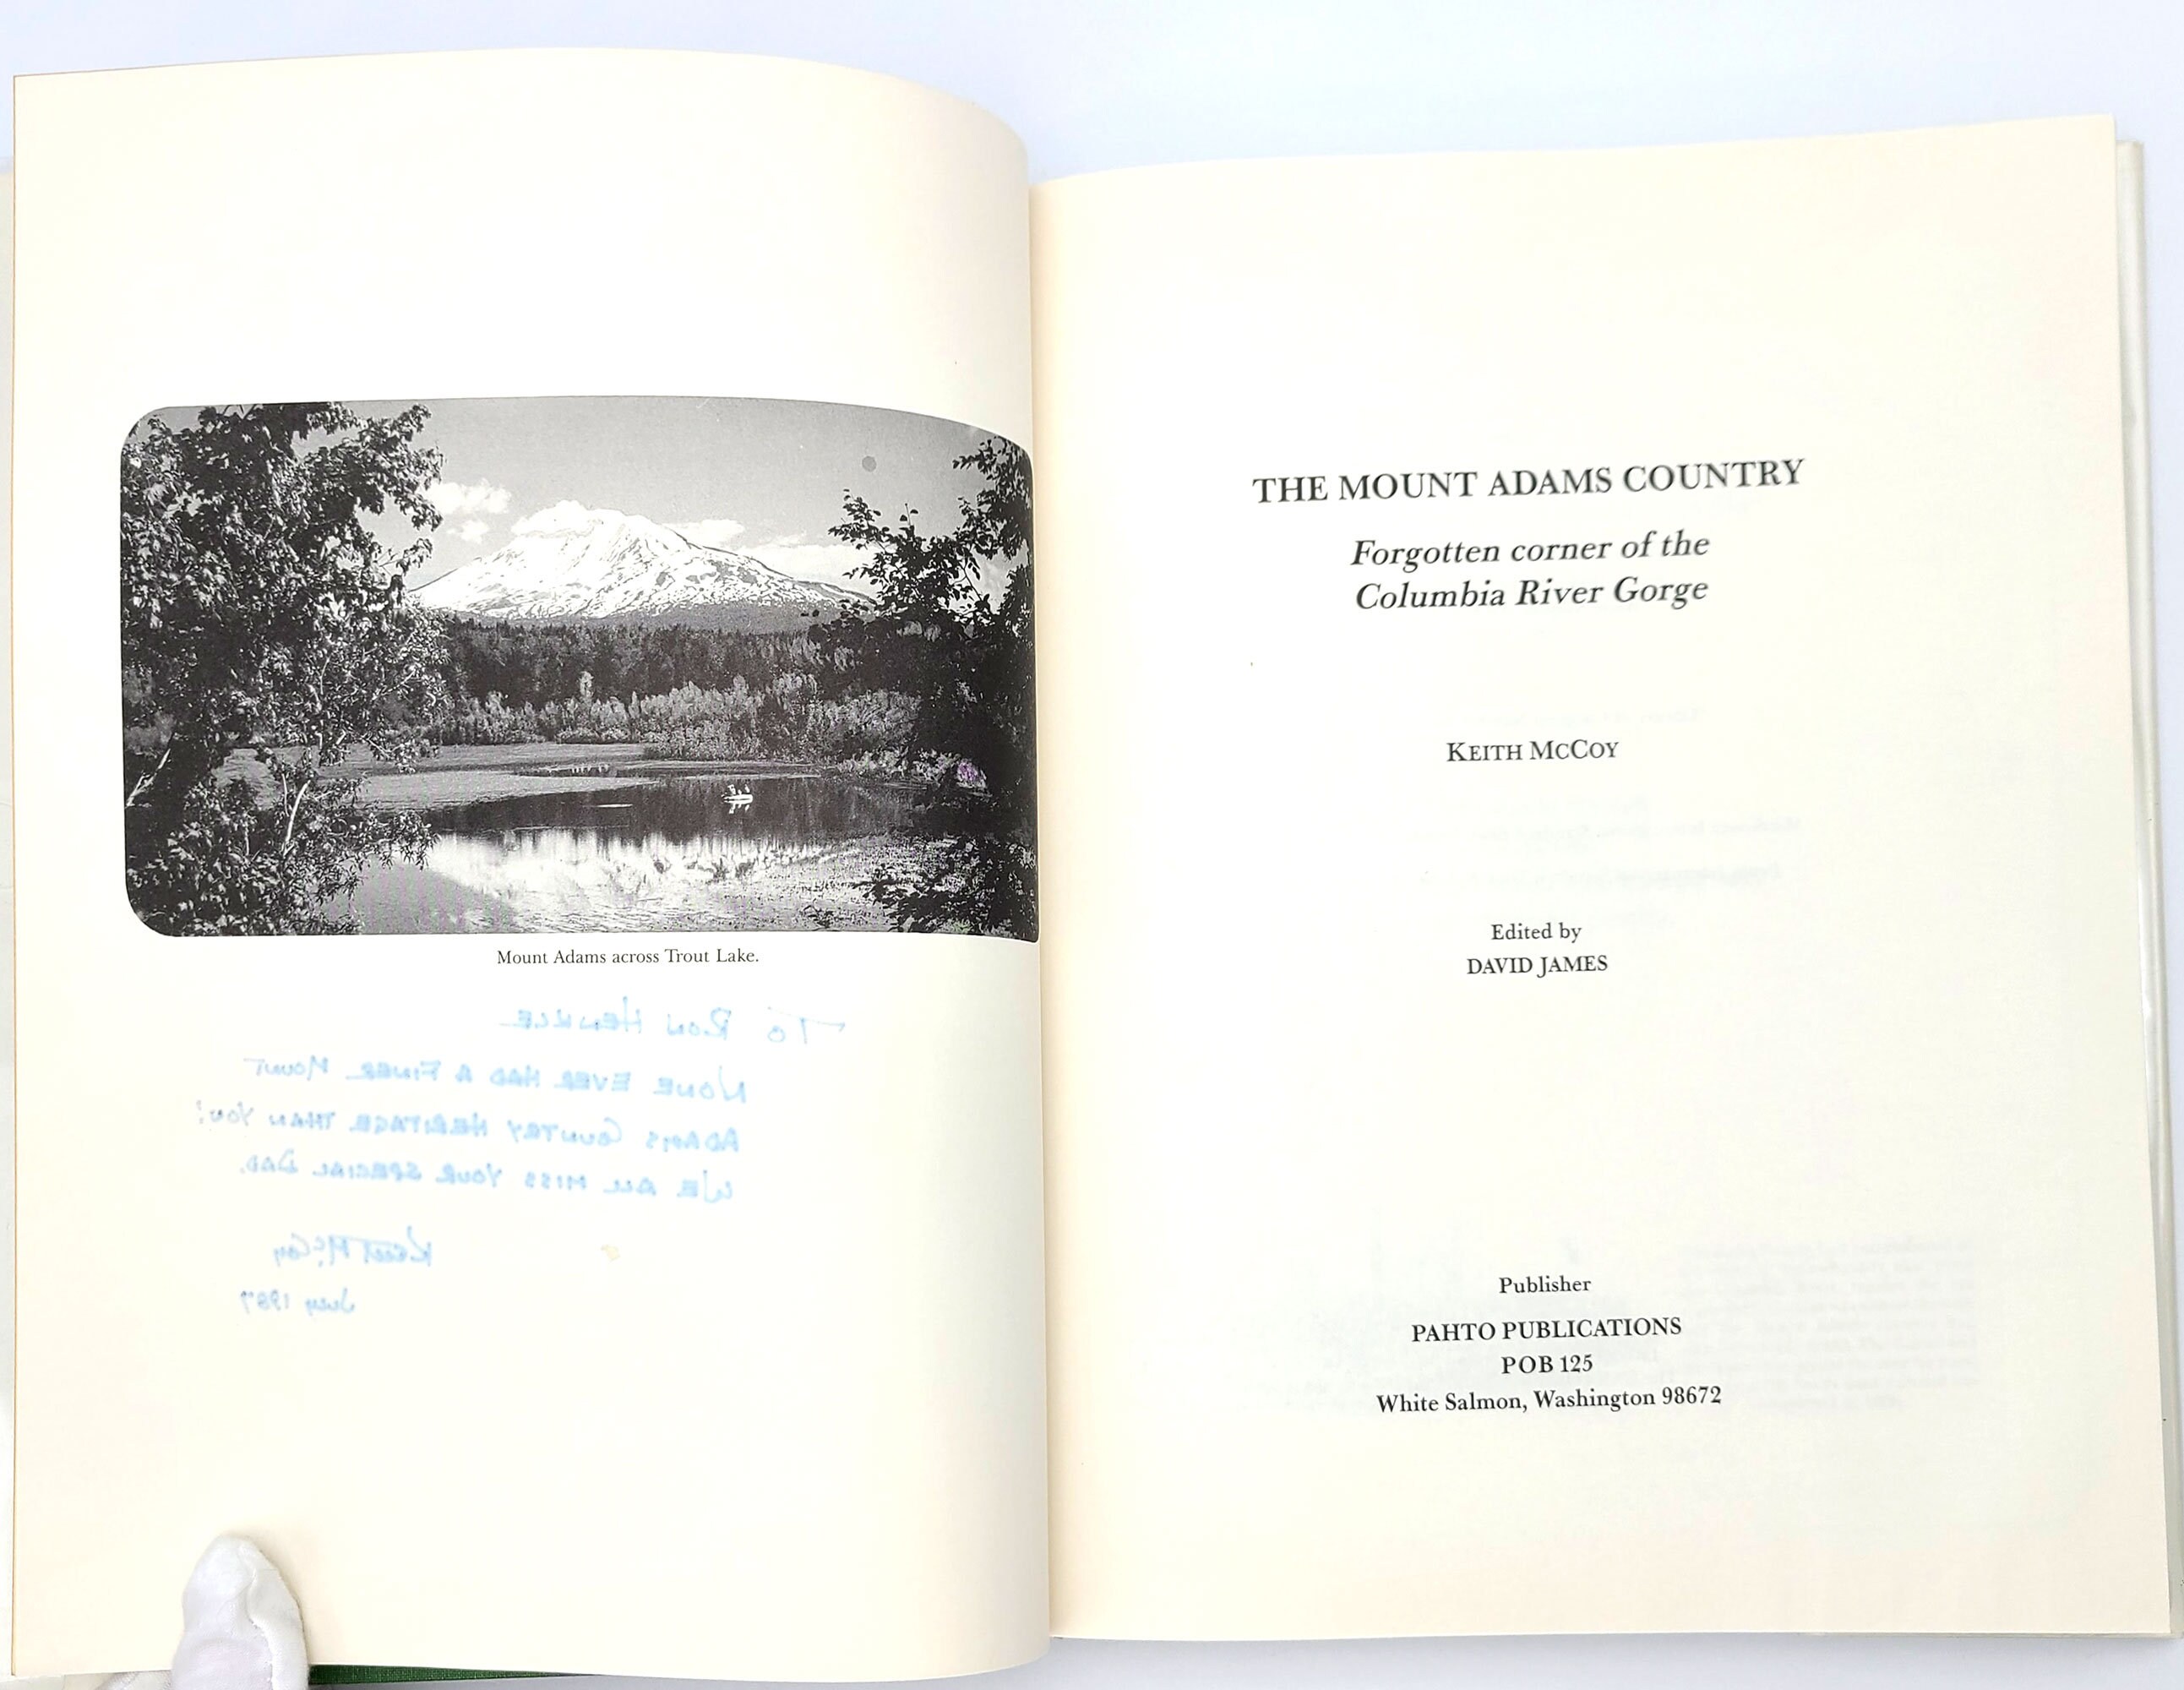 Mount Adams across Trout Lake.
To Ron
None ever had a finer Mount
Adams Country heritage than you!
We all miss your special Dad.
Keith McCoy
July 1987
THE MOUNT ADAMS COUNTRY
Forgotten corner of the
Columbia River Gorge
KEITH MCCOY
Edited by
DAVID JAMES
Publisher
PAHTO PUBLICATIONS
POB 125
White Salmon, Washington 98672